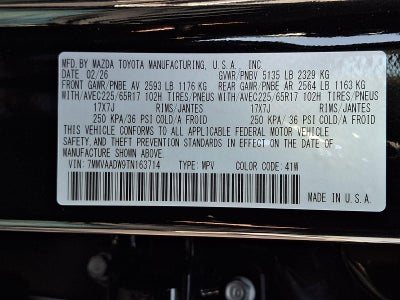 MFD. BY MAZDA TOYOTA MANUFACTURING, U.S.A., INC.
DATE 02/26 GVWR/PNBV 5135 LB 2329 KG
FRONT GAWR/PNBE AV 2593 LB 1176 KG REAR GAWR/PNBE AR 2564 LB 1163 KG
WITH/AVEC225/65R17 102H TIRES/PNEUS WITH/AVEC225/65R17 102H TIRES/PNEUS
17X7J RIMS/JANTES 17X7J RIMS/JANTES
250 KPA/ 36 PSI COLD/A FROID 250 KPA/ 36 PSI COLD/A FROID
THIS VEHICLE CONFORMS TO ALL APPLICABLE FEDERAL MOTOR VEHICLE
SAFETY, AND THEFT PREVENTION STANDARDS IN EFFECT ON THE DATE OF
MANUFACTURE SHOWN ABOVE.
VIN: 7MMVAADW9TN163714 TYPE: MPV COLOR CODE: 41W
MADE IN U.S.A.